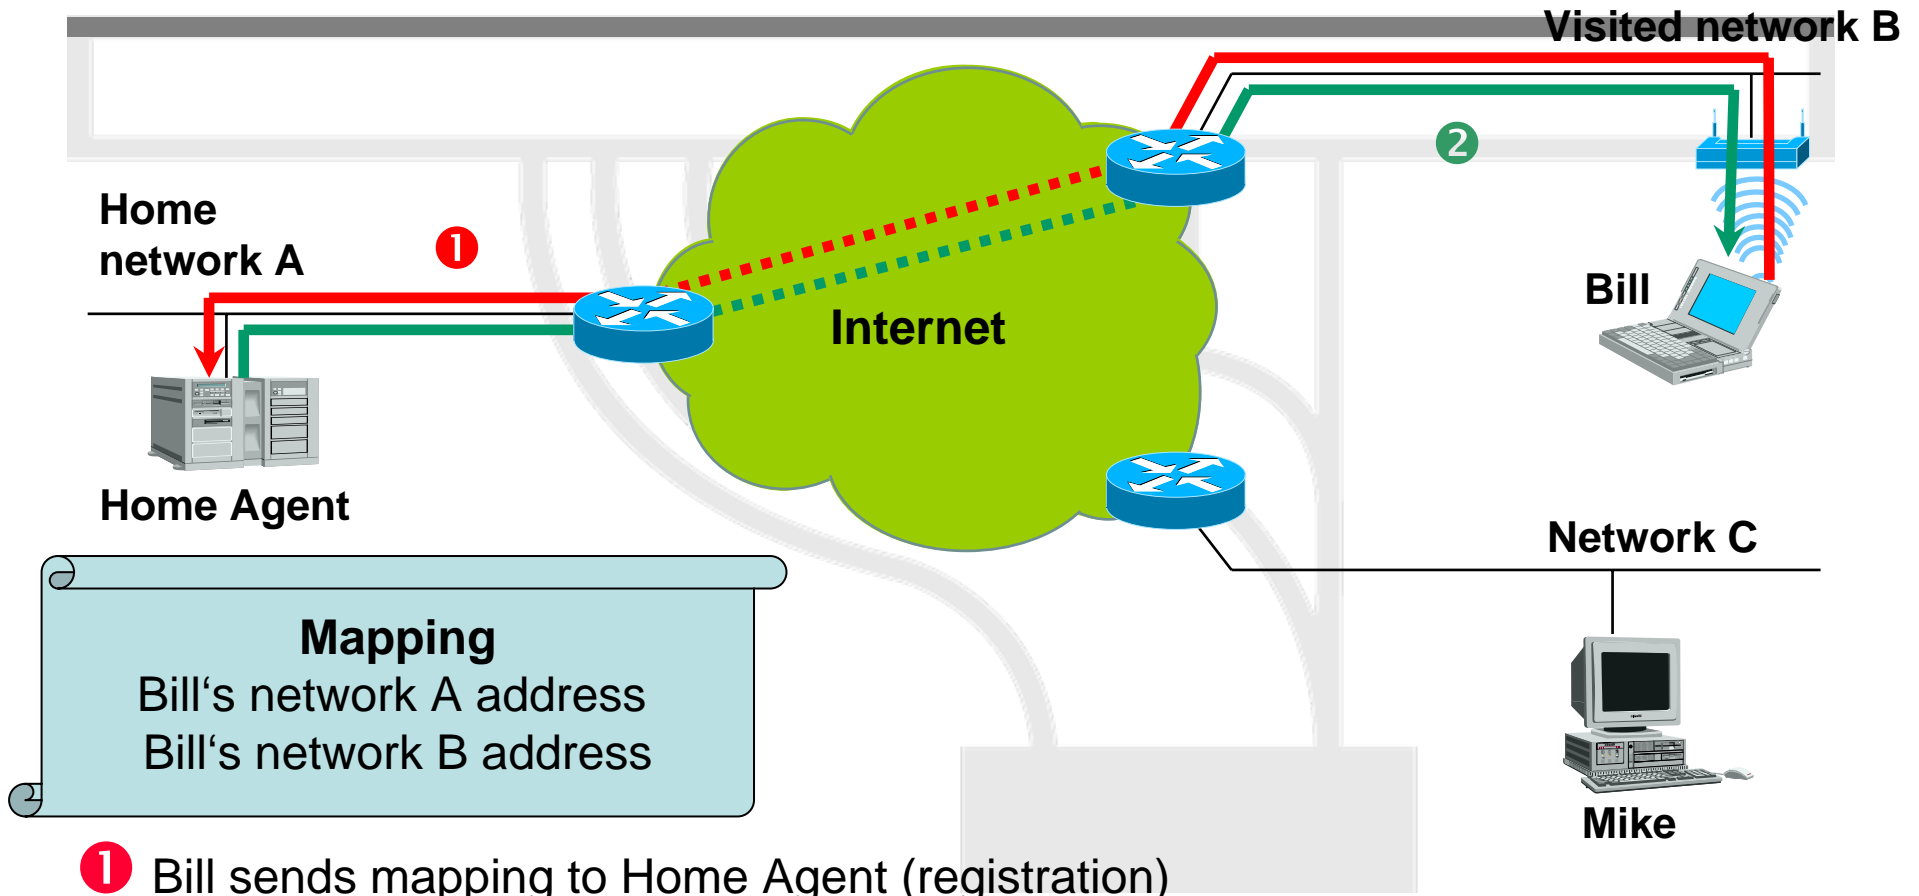 Visited network B
❷
Home
network A
❶
Bill
Internet
Home Agent
Network C
Mapping
Bill‘s network A address
Bill‘s network B address
Mike
❶ Bill sends mapping to Home Agent (registration)